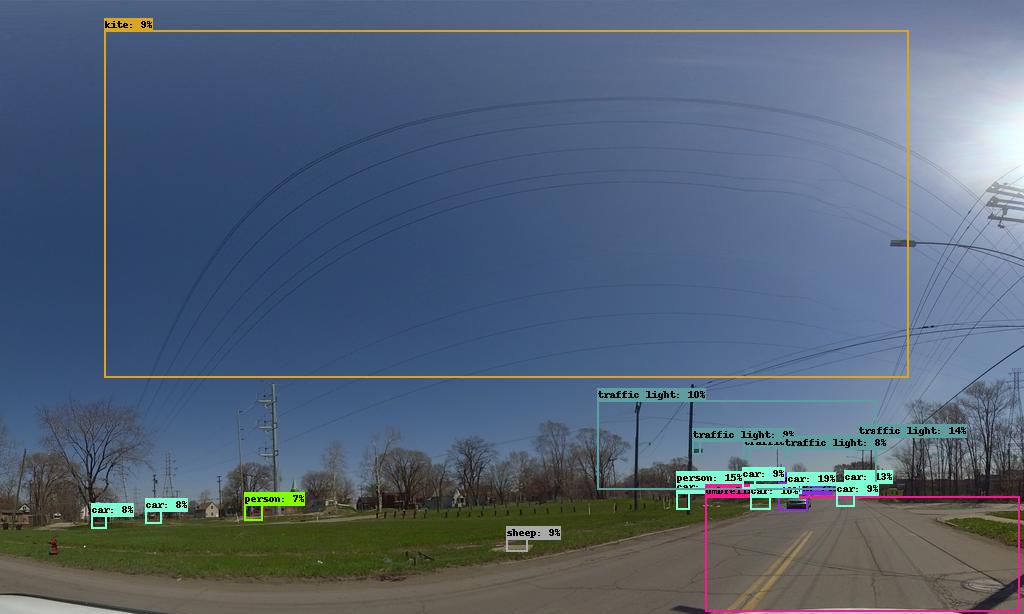 kite: 9%
traffic light: 10%
traffic light: 14%
traffic light: 9%
traffic light: 8%
person: 15%
car: 9%
car: 19%
car: 13%
car: 9%
car: 10%
car: 8%
car: 8%
person: 7%
sheep: 9%